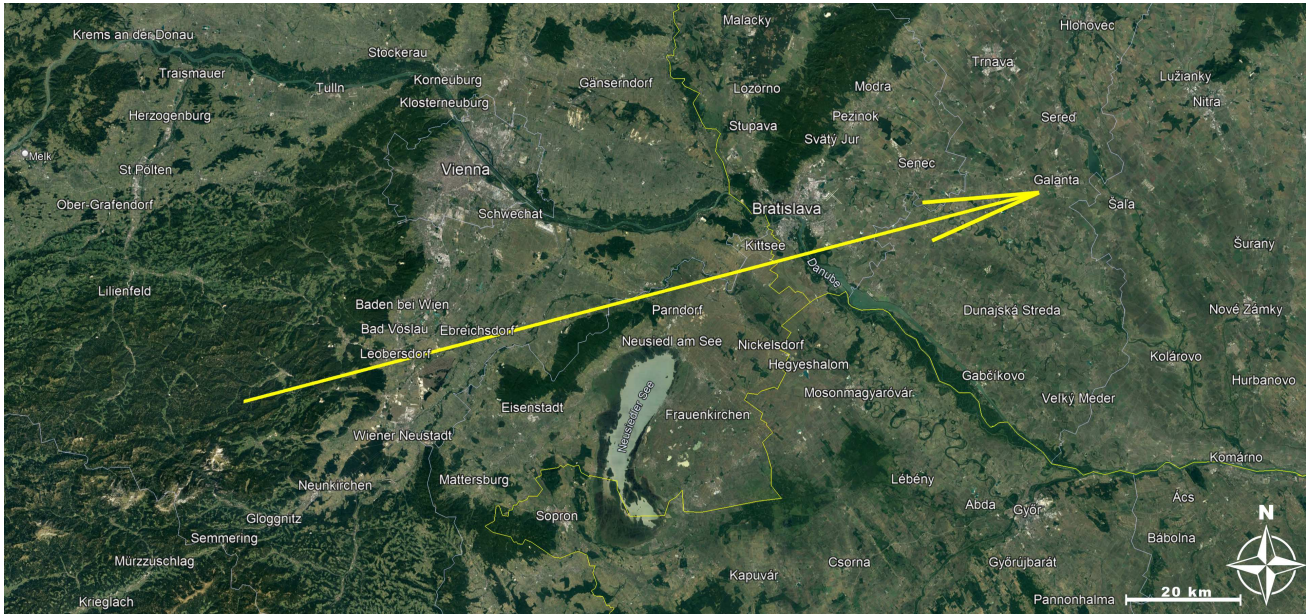 Malacky
Hlohovec
Krems an der Donau
Stockerau
Trnava
Traismauer
Korneuburg
Gänserndorf
Lužianky
Tulln
Lozorno
Modra
Nitra
Klosterneuburg
Herzogenburg
Pezinok
Sereď
Stupava
Svätý Jur
Melk
St Pölten
Vienna
Senec
Galanta
Ober-Grafendorf
Schwechat
Bratislava
Šaľa
Kittsee
Šurany
Danube
Lilienfeld
Baden bei Wien
Parndorf
Dunajská Streda
Nové Zámky
Bad Vöslau
Ebreichsdorf
Neusiedl am See
Nickelsdorf
Leobersdorf
Hegyeshalom
Kolárovo
Gabčíkovo
Hurbanovo
Mosonmagyaróvár
Veľký Meder
Eisenstadt
Neusiedler See
Frauenkirchen
Wiener Neustadt
Komárno
Mattersburg
Lébény
Neunkirchen
Ács
Abda
Győr
Sopron
N
Gloggnitz
Semmering
Bábolna
Mürzzuschlag
Csorna
Győrújbarát
Kapuvár
20 km
Krieglach
Pannonhalma